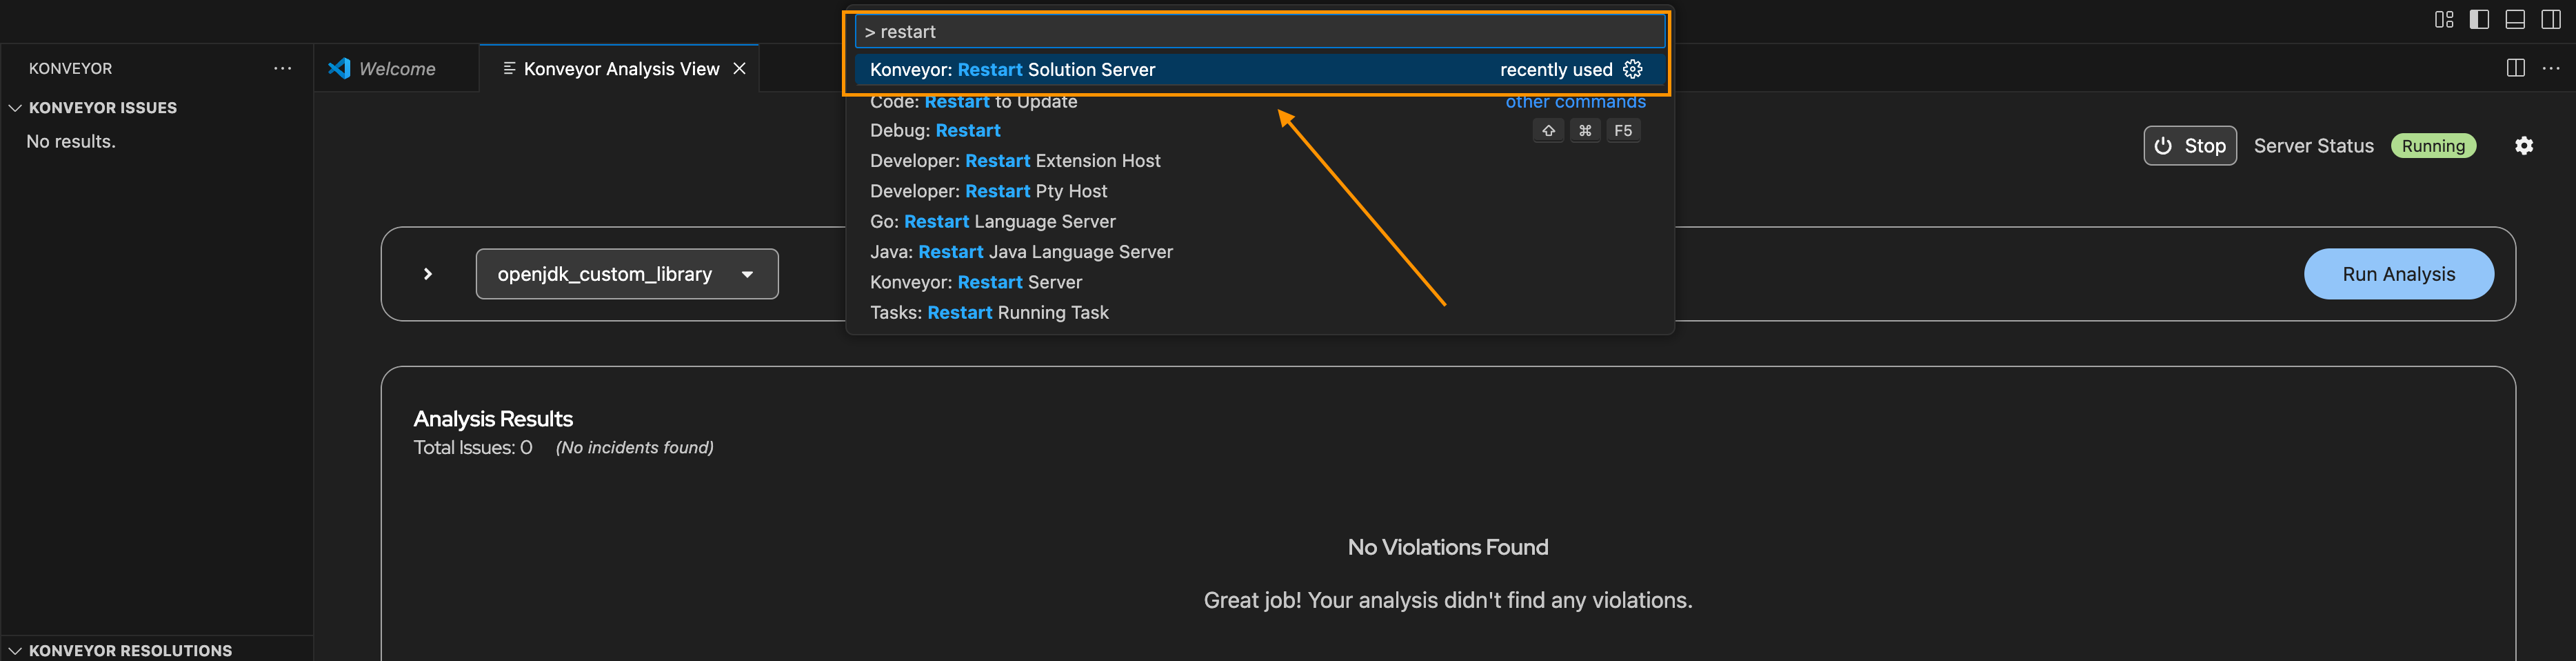 > restart
KONVEYOR
Welcome
Konveyor Analysis View
Konveyor: Restart Solution Server recently used
KONVEYOR ISSUES
Code: Restart to Update other commands
No results.
Debug: Restart ⇧ ⌘ F5
Stop Server Status Running
Developer: Restart Extension Host
Developer: Restart Pty Host
Go: Restart Language Server
Java: Restart Java Language Server
openjdk_custom_library
Run Analysis
Konveyor: Restart Server
Tasks: Restart Running Task
Analysis Results
Total Issues: 0 (No incidents found)
No Violations Found
Great job! Your analysis didn't find any violations.
KONVEYOR RESOLUTIONS